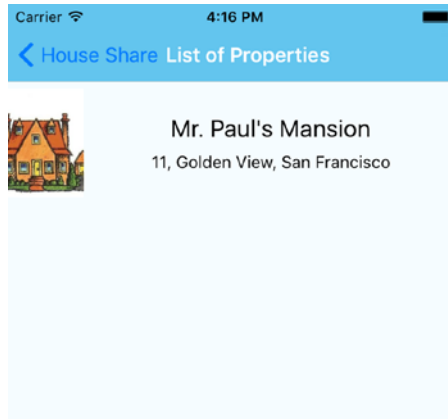 Carrier 4:16 PM
House Share List of Properties
Mr. Paul's Mansion
11, Golden View, San Francisco